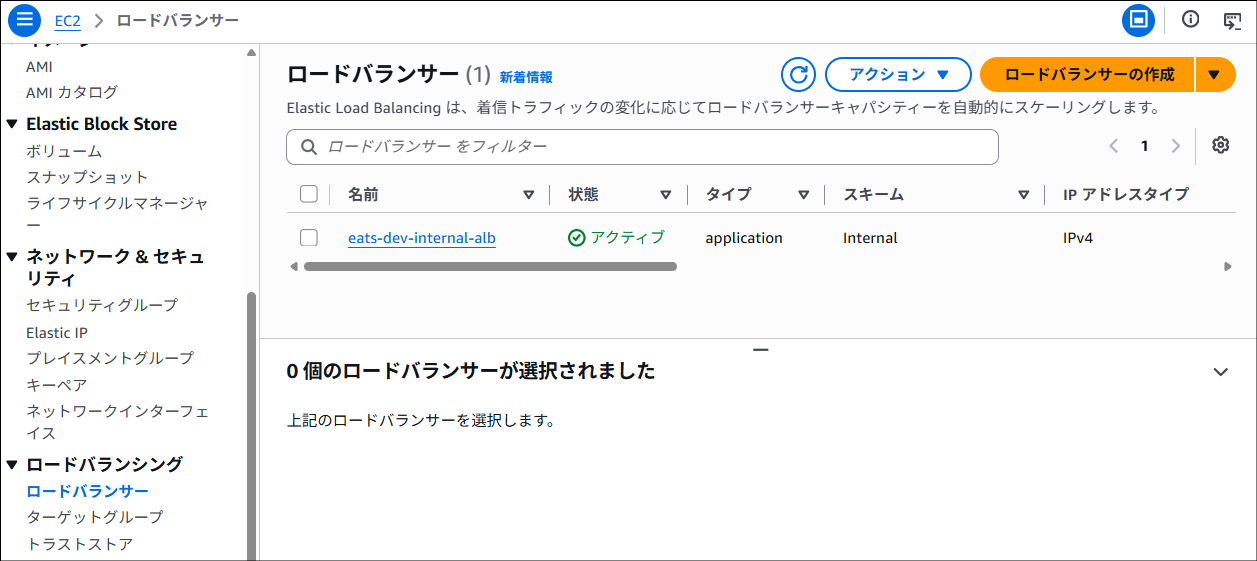 EC2
ロードバランサー
AMI
AMI カタログ
Elastic Block Store
ボリューム
スナップショット
ライフサイクルマネージャ
ー
ネットワーク & セキュ
リティ
セキュリティグループ
Elastic IP
プレイスメントグループ
キーペア
ネットワークインターフェ
イス
ロードバランシング
ロードバランサー
ターゲットグループ
トラストストア
ロードバランサー (1) 新着情報
アクション
ロードバランサーの作成
Elastic Load Balancing は、着信トラフィックの変化に応じてロードバランサーキャパシティーを自動的にスケーリングします。
ロードバランサー をフィルター
1
名前 状態 タイプ スキーム IP アドレスタイプ
eats-dev-internal-alb アクティブ application Internal IPv4
0 個のロードバランサーが選択されました
上記のロードバランサーを選択します。